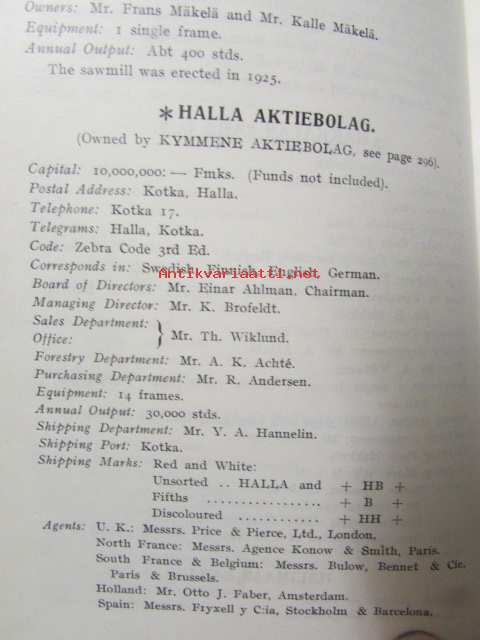 Owners: Mr. Frans Mäkelä and Mr. Kalle Mäkelä.
Equipment: 1 single frame.
Annual Output: Abt 400 stds.
The sawmill was erected in 1925.
* HALLA AKTIEBOLAG.
(Owned by KYMMENE AKTIEBOLAG, see page 296).
Capital: 10,000,000: — Fmks. (Funds not included).
Postal Address: Kotka, Halla.
Telephone: Kotka 17.
Telegrams: Halla, Kotka.
Code: Zebra Code 3rd Ed.
Corresponds in: Swedish, Finnish, English, German.
Antikvariaatti.net
Board of Directors: Mr. Einar Ahlman, Chairman.
Managing Director: Mr. K. Brofeldt.
Sales Department:
Office: } Mr. Th. Wiklund.
Forestry Department: Mr. A. K. Achté.
Purchasing Department: Mr. R. Andersen.
Equipment: 14 frames.
Annual Output: 30,000 stds.
Shipping Department: Mr. V. A. Hannelin.
Shipping Port: Kotka.
Shipping Marks: Red and White:
Unsorted .. HALLA and + HB +
Fifths .................. + B +
Discoloured ............ + HH +
Agents: U. K.: Messrs. Price & Pierce, Ltd., London.
North France: Messrs. Agence Konow & Smith, Paris.
South France & Belgium: Messrs. Bulow, Bennet & Cie. 
Paris & Brussels.
Holland: Mr. Otto J. Faber, Amsterdam.
Spain: Messrs. Fryxell y C:ia, Stockholm & Barcelona.